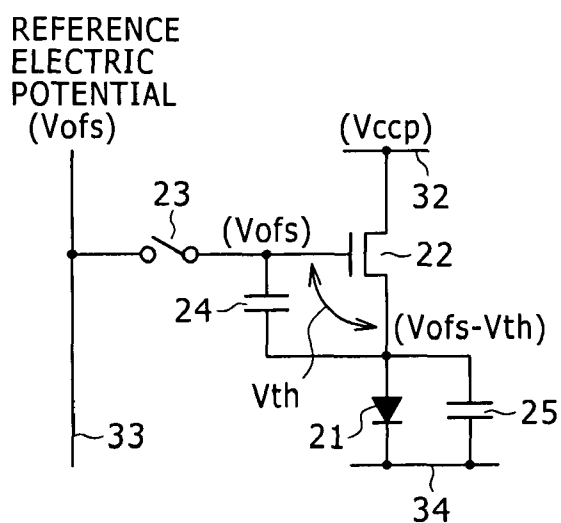 REFERENCE
ELECTRIC
POTENTIAL
(Vofs)
(Vccp)
32
23
(Vofs)
22
24
(Vofs-Vth)
Vth
21
25
33
34